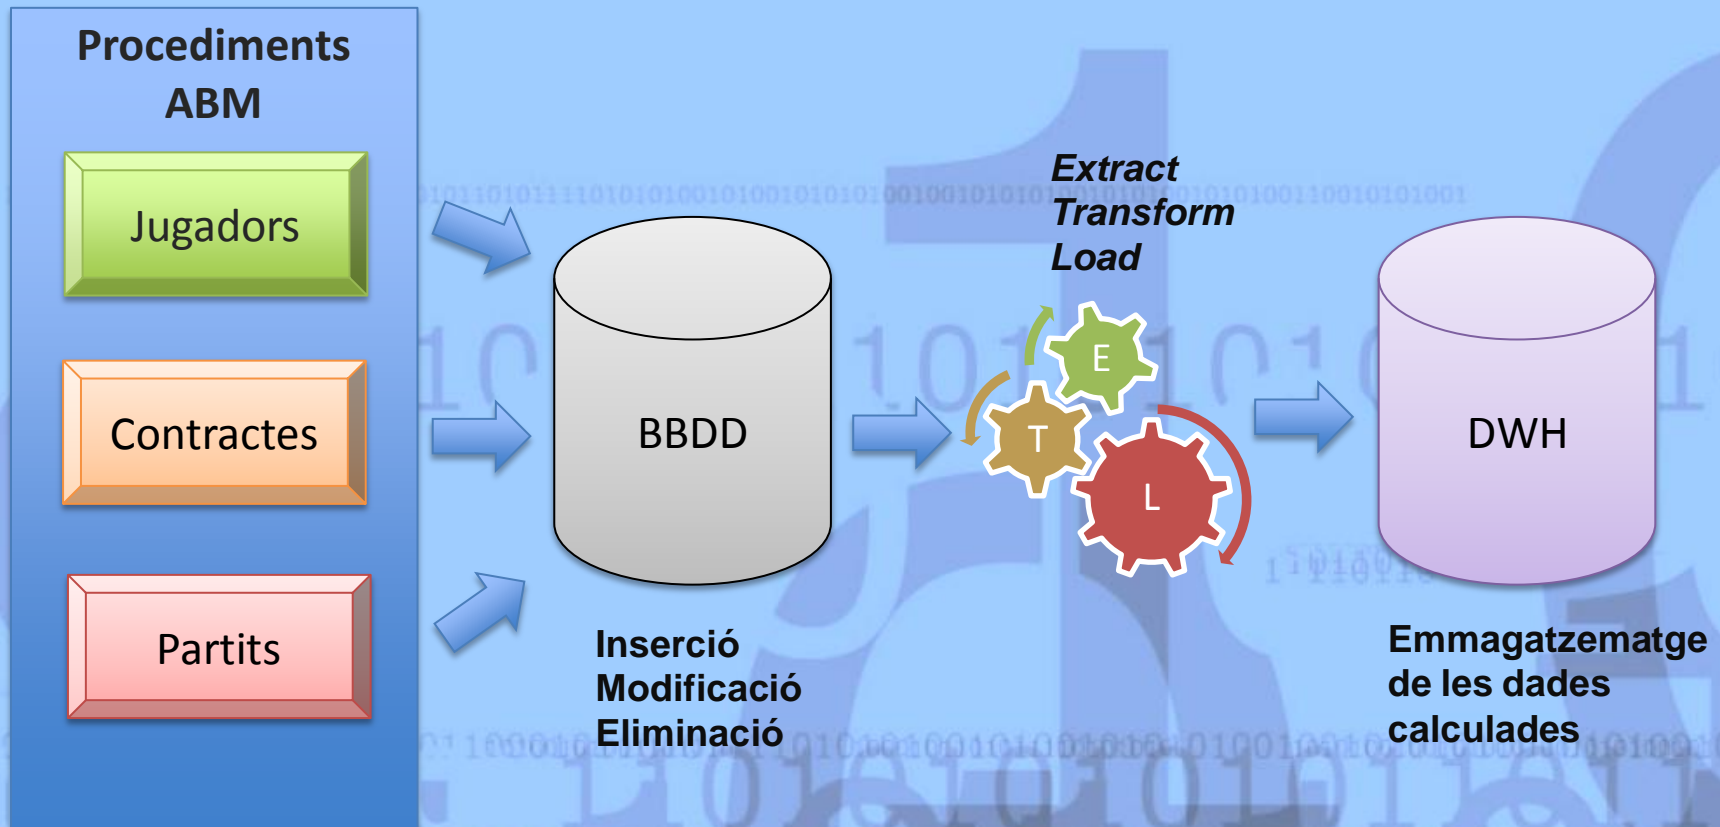 Procediments
ABM
Jugadors
Contractes
Partits
BBDD
Inserció
Modificació
Eliminació
Extract
Transform
Load
E
T
L
DWH
Emmagatzematge
de les dades
calculades